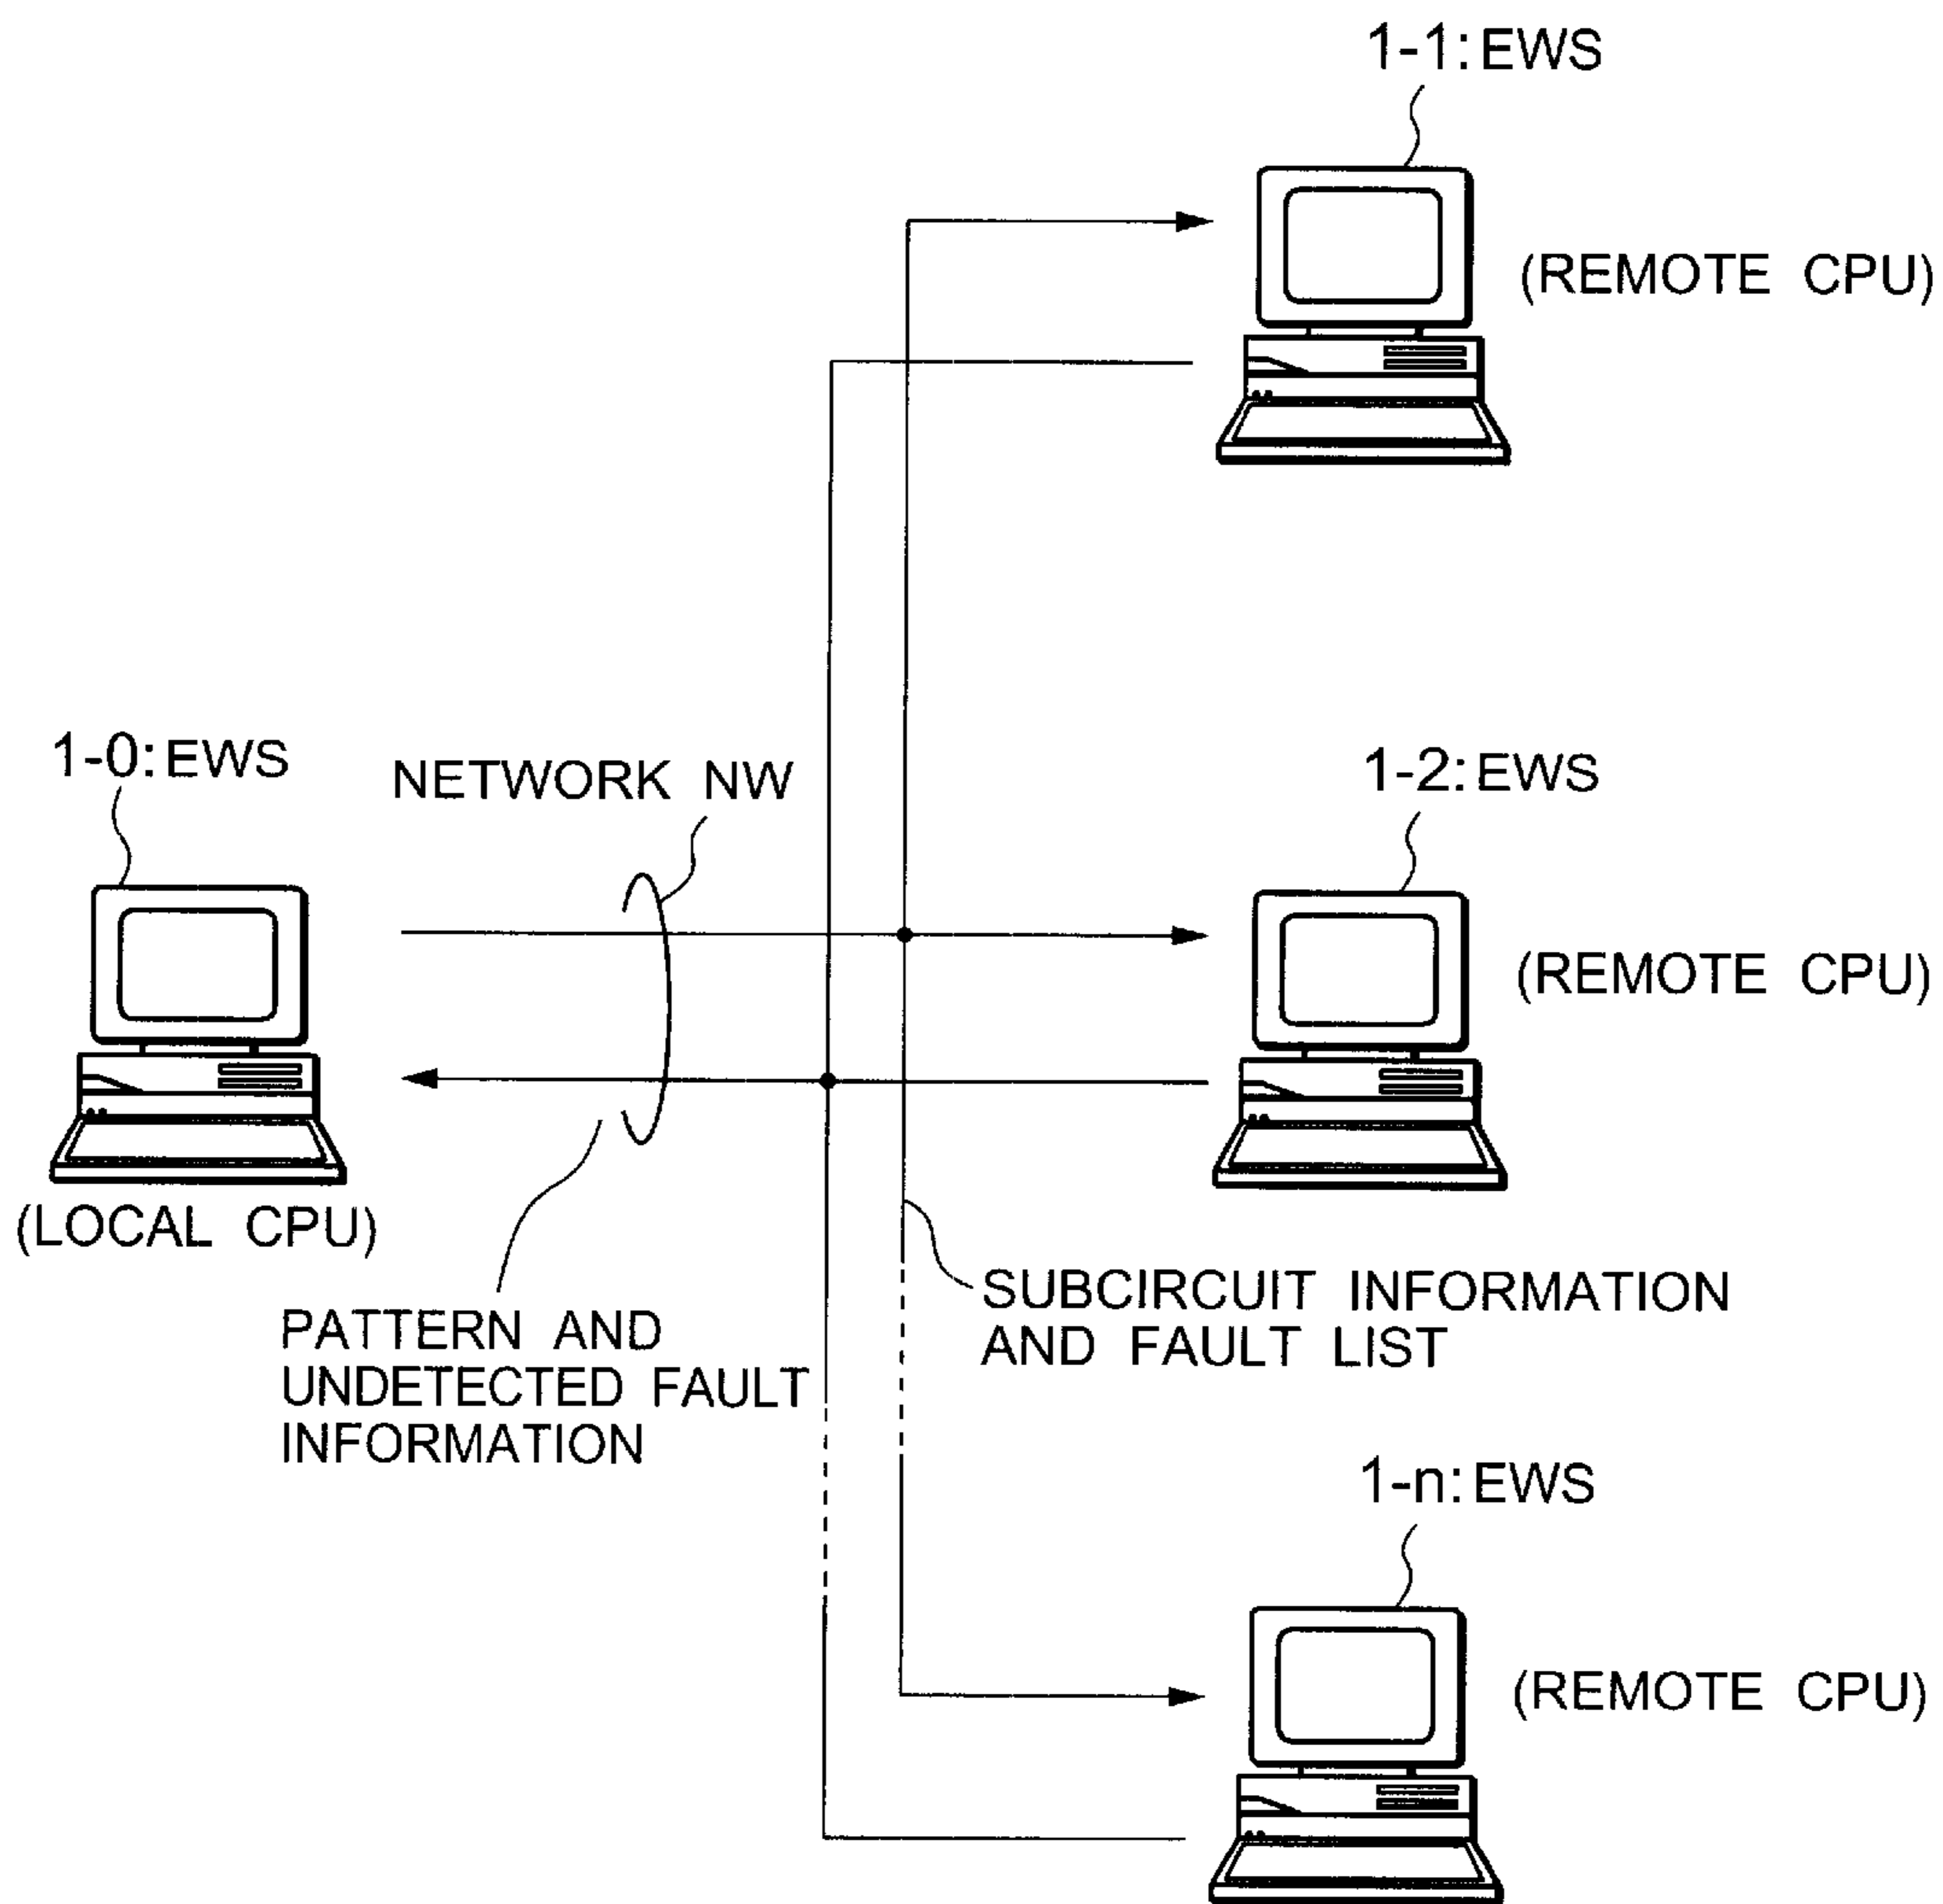 1-1:EWS
(REMOTE CPU)
1-0:EWS
NETWORK NW
1-2:EWS
(REMOTE CPU)
(LOCAL CPU)
SUBCIRCUIT INFORMATION
AND FAULT LIST
PATTERN AND
UNDETECTED FAULT
INFORMATION
1-n:EWS
(REMOTE CPU)